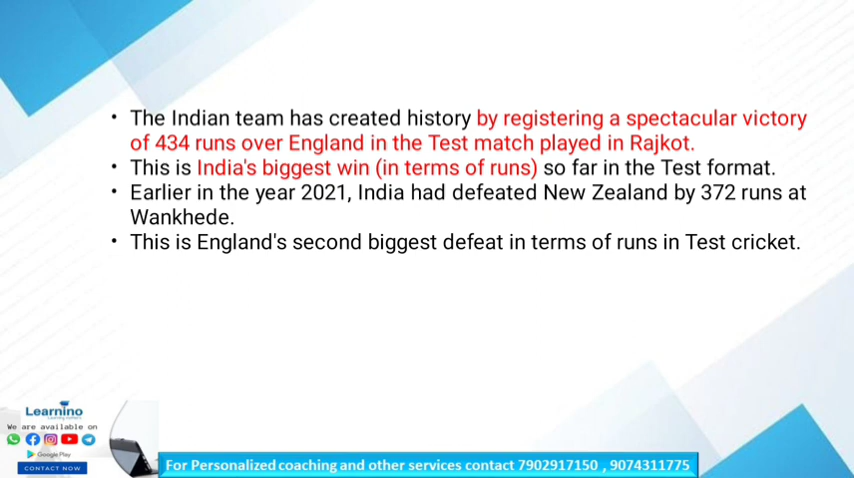 • The Indian team has created history by registering a spectacular victory
of 434 runs over England in the Test match played in Rajkot.
• This is India's biggest win (in terms of runs) so far in the Test format.
• Earlier in the year 2021, India had defeated New Zealand by 372 runs at
Wankhede.
• This is England's second biggest defeat in terms of runs in Test cricket.
Learnino
We are available on
Google Play
CONTACT NOW
For Personalized coaching and other services contact 7902917150 , 9074311775